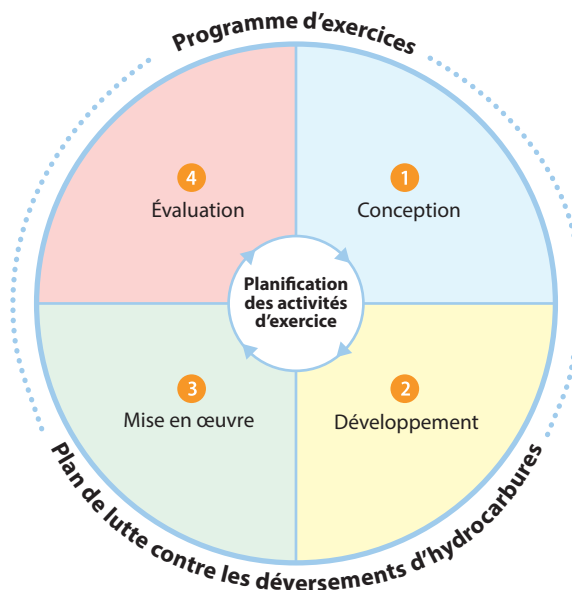 Programme d'exercices
4
Évaluation
1
Conception
Planification
des activités
d'exercice
3
Mise en œuvre
2
Développement
Plan de lutte contre les déversements d'hydrocarbures